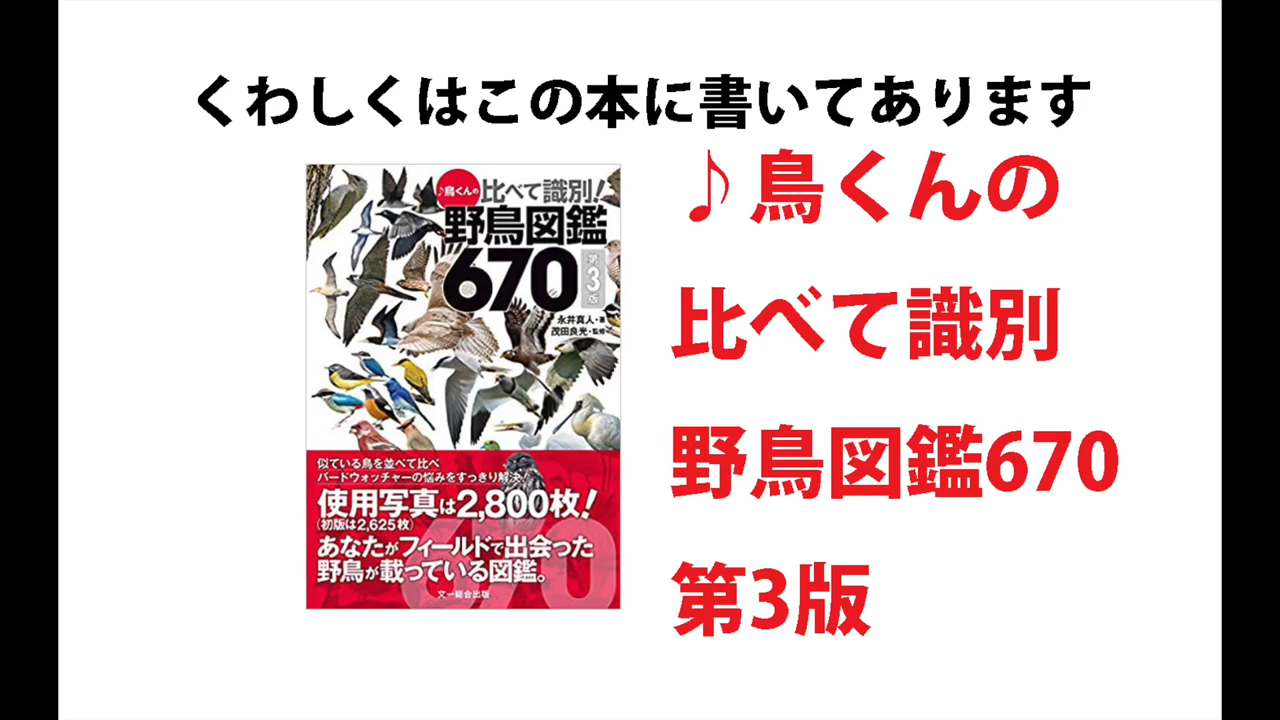 くわしくはこの本に書いてあります
♪鳥くんの
比べて識別!
野鳥図鑑
670
第3版
永井真人・著
茂田良光・監修
似ている鳥を並べて比べ
バードウォッチャーの悩みをすっきり解決!
使用写真は2,800枚!
(初版は2,625枚)
あなたがフィールドで出会った
野鳥が載っている図鑑。
文一総合出版
♪鳥くんの
比べて識別
野鳥図鑑670
第3版